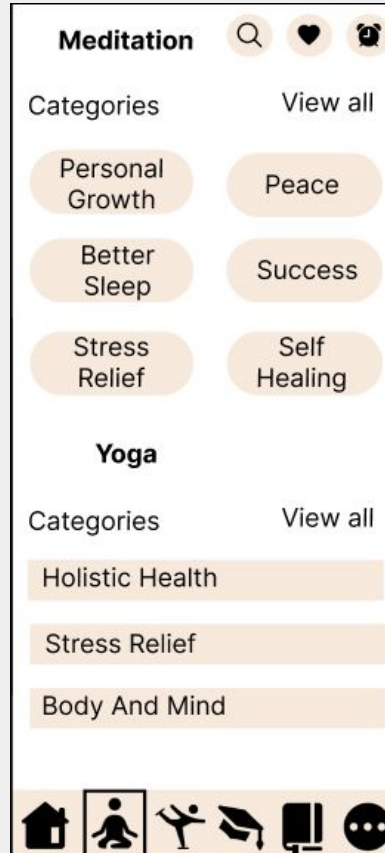 Meditation
Categories View all
Personal
Growth
Peace
Better
Sleep
Success
Stress
Relief
Self
Healing
Yoga
Categories View all
Holistic Health
Stress Relief
Body And Mind